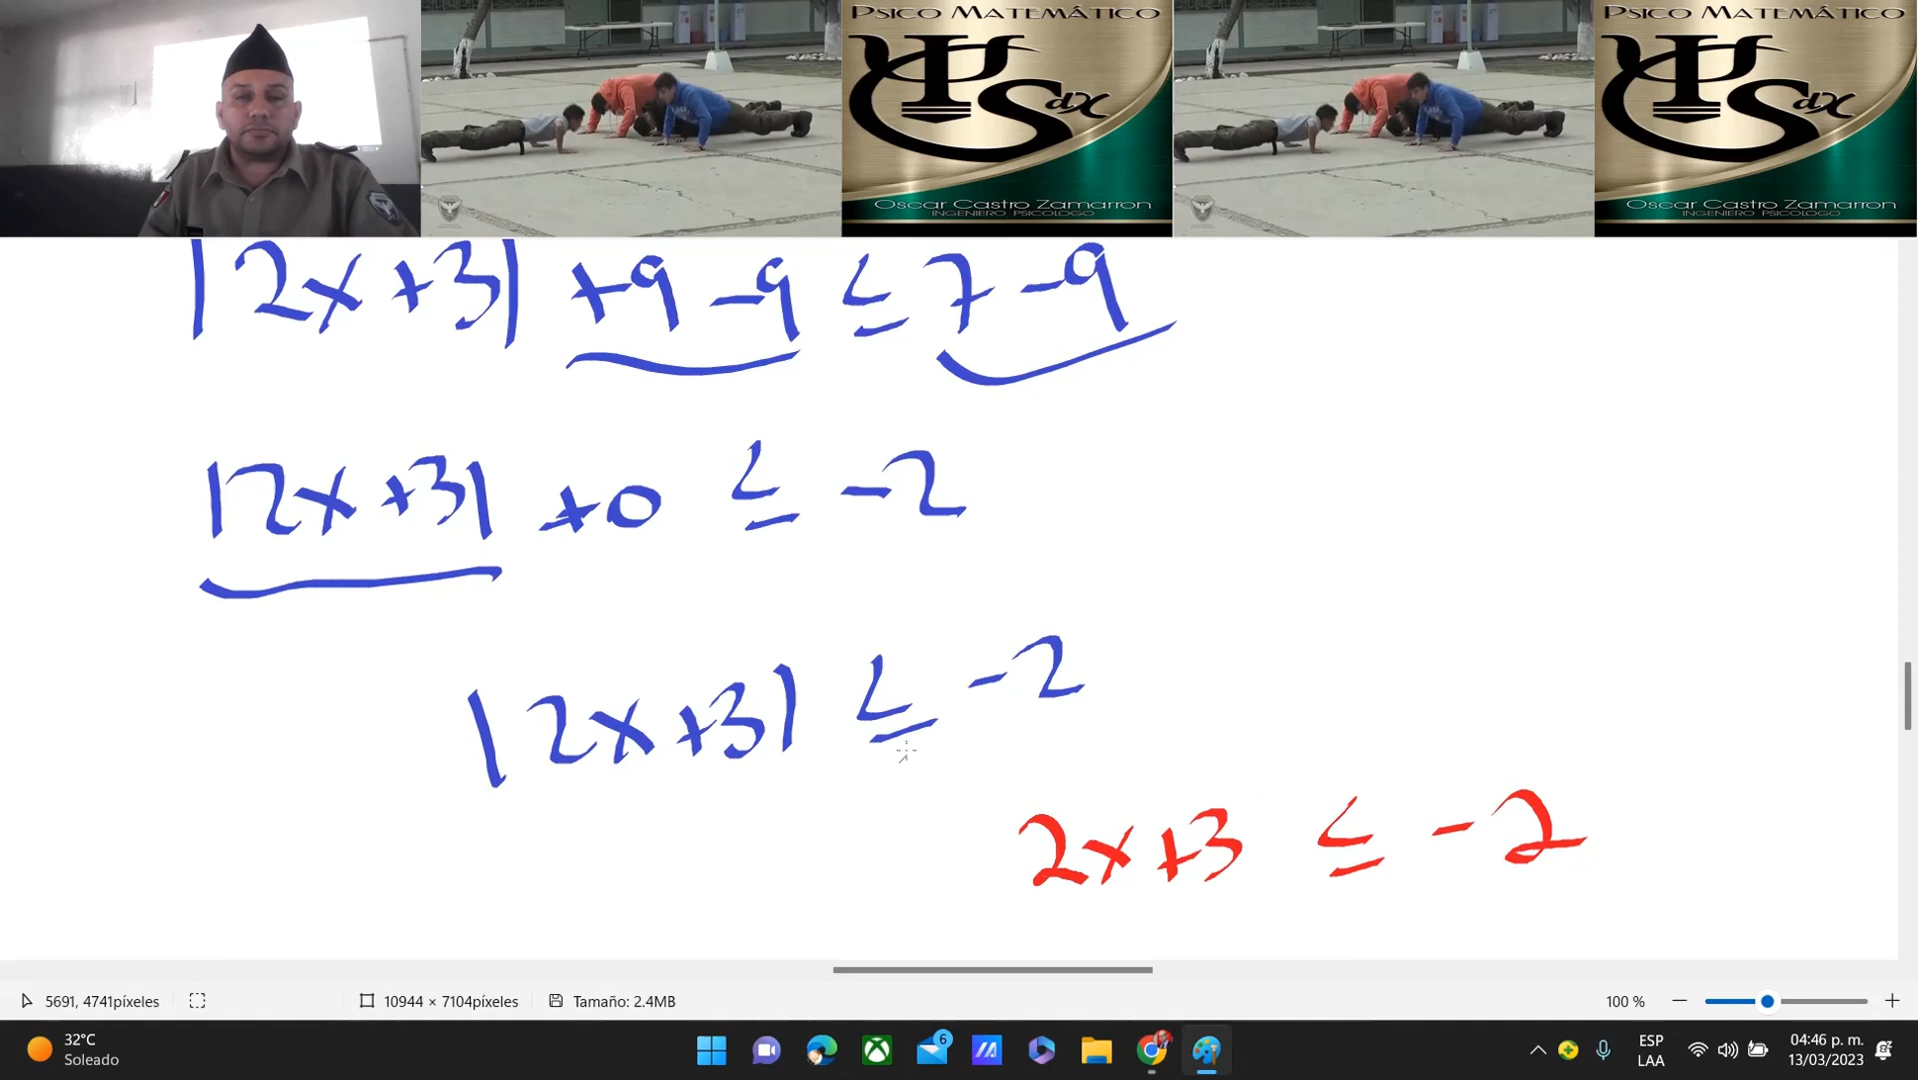 PSICO MATEMÁTICO
PSICO MATEMÁTICO
Oscar Castro Zamarron
INGENIERO PSICOLOGO
Oscar Castro Zamarron
INGENIERO PSICOLOGO
|2x+3| +9 -9 ≤ 7 -9
|2x+3| +0 ≤ -2
|2x+3| ≤ -2
2x+3 ≤ -2
5691, 4741píxeles
10944 × 7104píxeles
Tamaño: 2.4MB
100 %
32°C
Soleado
6
ESP
LAA
04:46 p. m.
13/03/2023